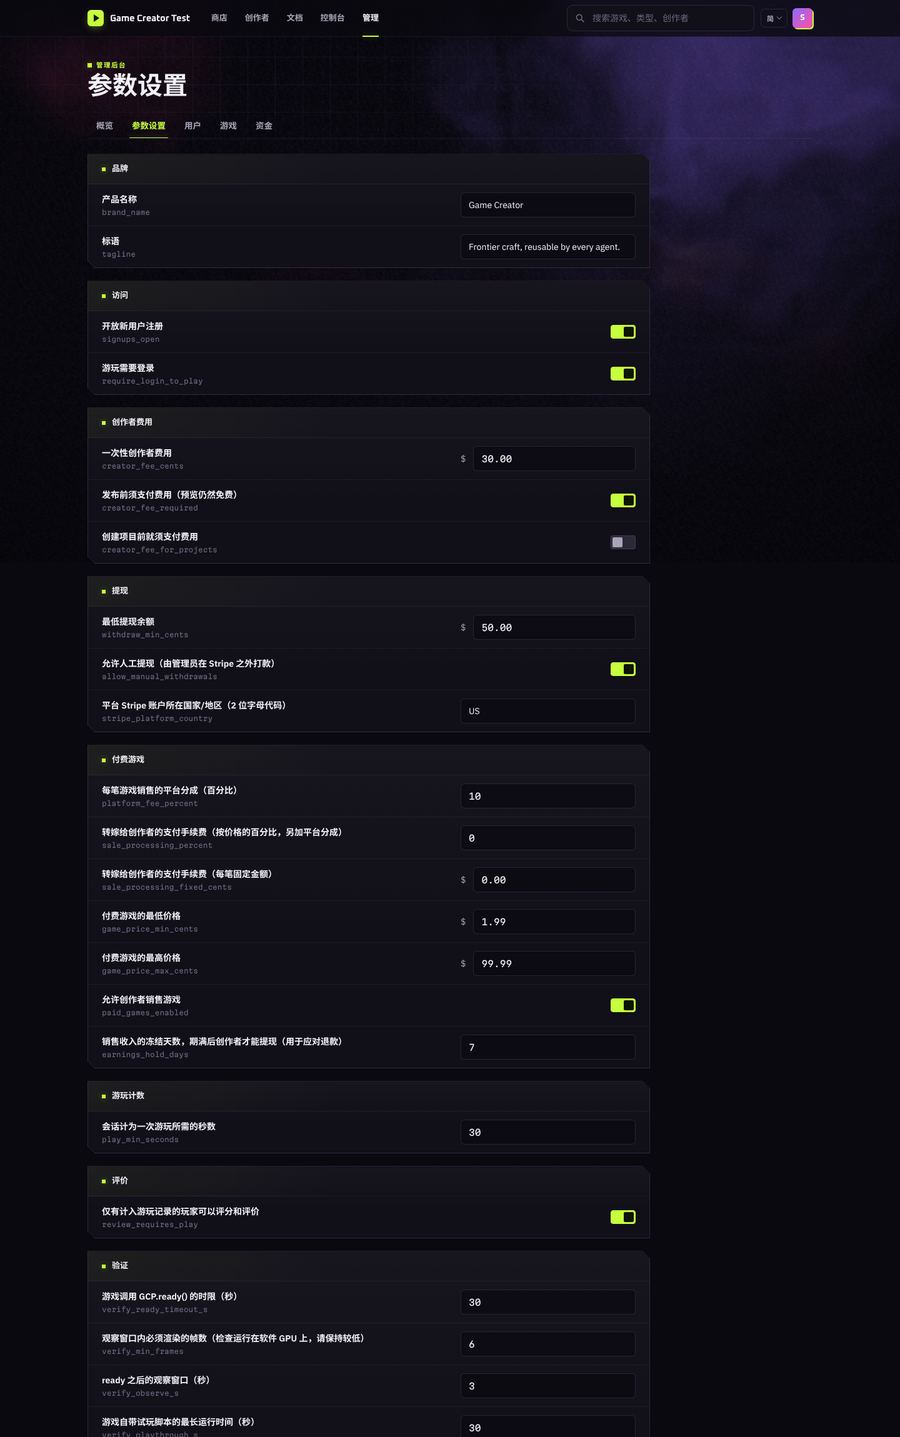 Game Creator Test 商店 创作者 文档 控制台 管理 搜索游戏、类型、创作者 简 S
管理后台
参数设置
概览 参数设置 用户 游戏 资金
品牌
产品名称
brand_name
Game Creator
标语
tagline
Frontier craft, reusable by every agent.
访问
开放新用户注册
signups_open
游玩需要登录
require_login_to_play
创作者费用
一次性创作者费用
creator_fee_cents
$ 30.00
发布前须支付费用（预览仍然免费）
creator_fee_required
创建项目前就须支付费用
creator_fee_for_projects
提现
最低提现余额
withdraw_min_cents
$ 50.00
允许人工提现（由管理员在 Stripe 之外打款）
allow_manual_withdrawals
平台 Stripe 账户所在国家/地区（2 位字母代码）
stripe_platform_country
US
付费游戏
每笔游戏销售的平台分成（百分比）
platform_fee_percent
10
转嫁给创作者的支付手续费（按价格的百分比，另加平台分成）
sale_processing_percent
0
转嫁给创作者的支付手续费（每笔固定金额）
sale_processing_fixed_cents
$ 0.00
付费游戏的最低价格
game_price_min_cents
$ 1.99
付费游戏的最高价格
game_price_max_cents
$ 99.99
允许创作者销售游戏
paid_games_enabled
销售收入的冻结天数，期满后创作者才能提现（用于应对退款）
earnings_hold_days
7
游玩计数
会话计为一次游玩所需的秒数
play_min_seconds
30
评价
仅有计入游玩记录的玩家可以评分和评价
review_requires_play
验证
游戏调用 GCP.ready() 的时限（秒）
verify_ready_timeout_s
30
观察窗口内必须渲染的帧数（检查运行在软件 GPU 上，请保持较低）
verify_min_frames
6
ready 之后的观察窗口（秒）
verify_observe_s
3
游戏自带试玩脚本的最长运行时间（秒）
verify_playthrough_s
30